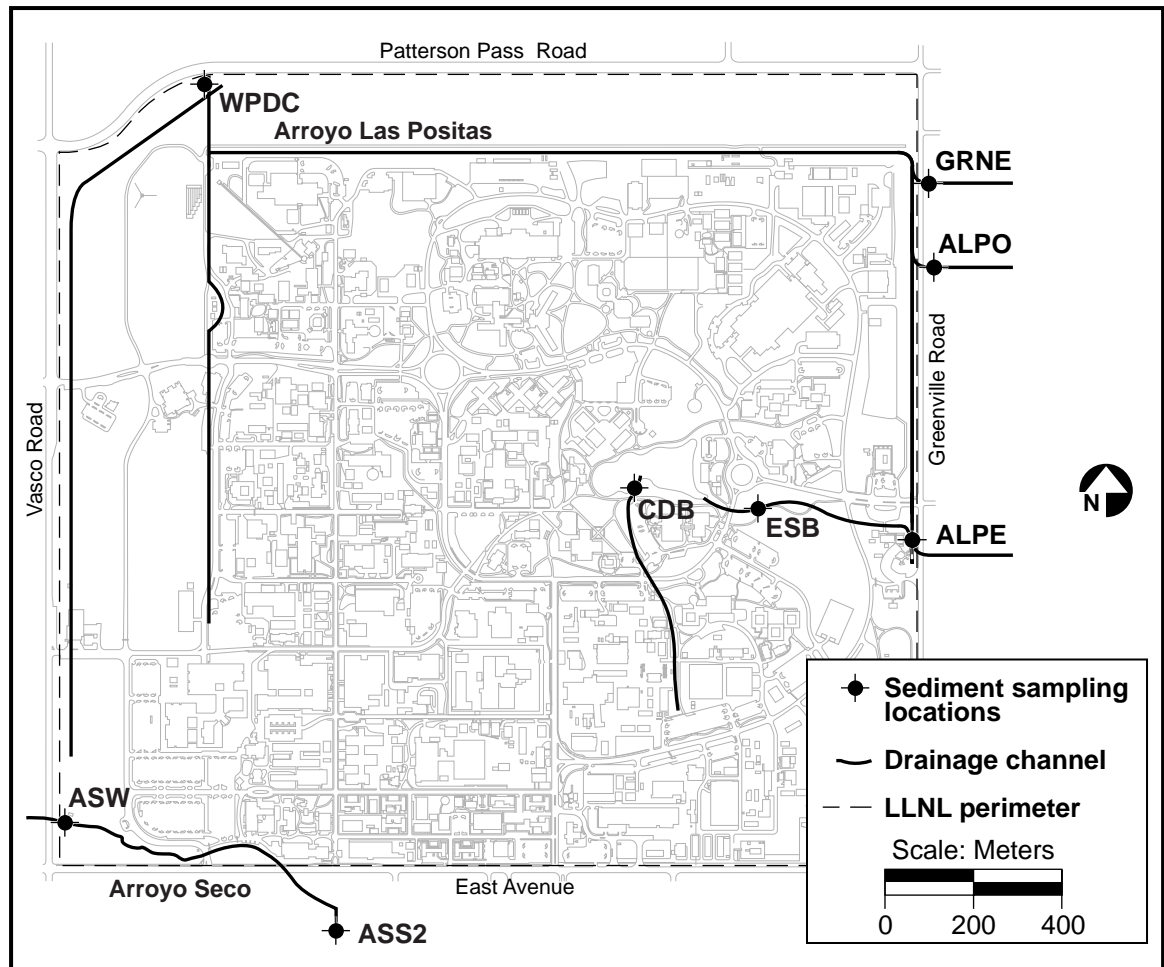 Patterson Pass Road
WPDC
Arroyo Las Positas
GRNE
ALPO
Vasco Road
Greenville Road
CDB
ESB
ALPE
N
ASW
Arroyo Seco
East Avenue
ASS2
Sediment sampling
locations
Drainage channel
LLNL perimeter
Scale: Meters
0 200 400